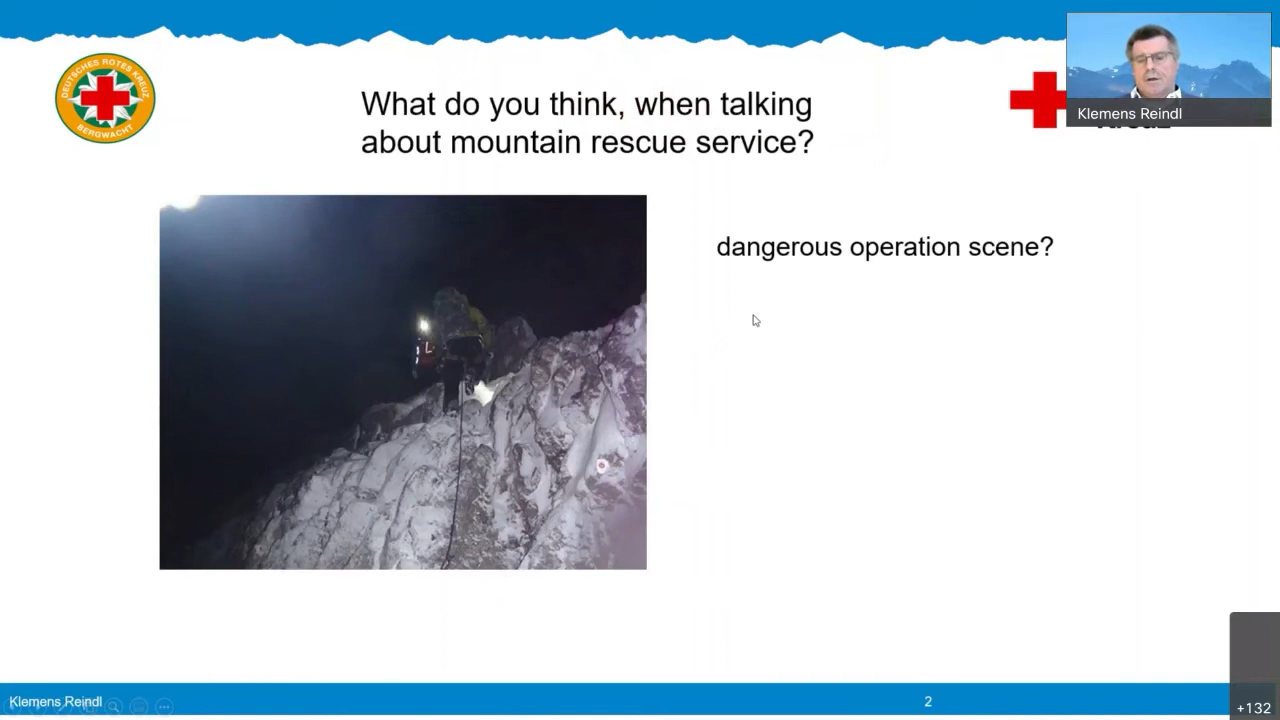 DEUTSCHES ROTES KREUZ
BERGWACHT
What do you think, when talking
about mountain rescue service?
Klemens Reindl
dangerous operation scene?
Klemens Reindl
2
+132